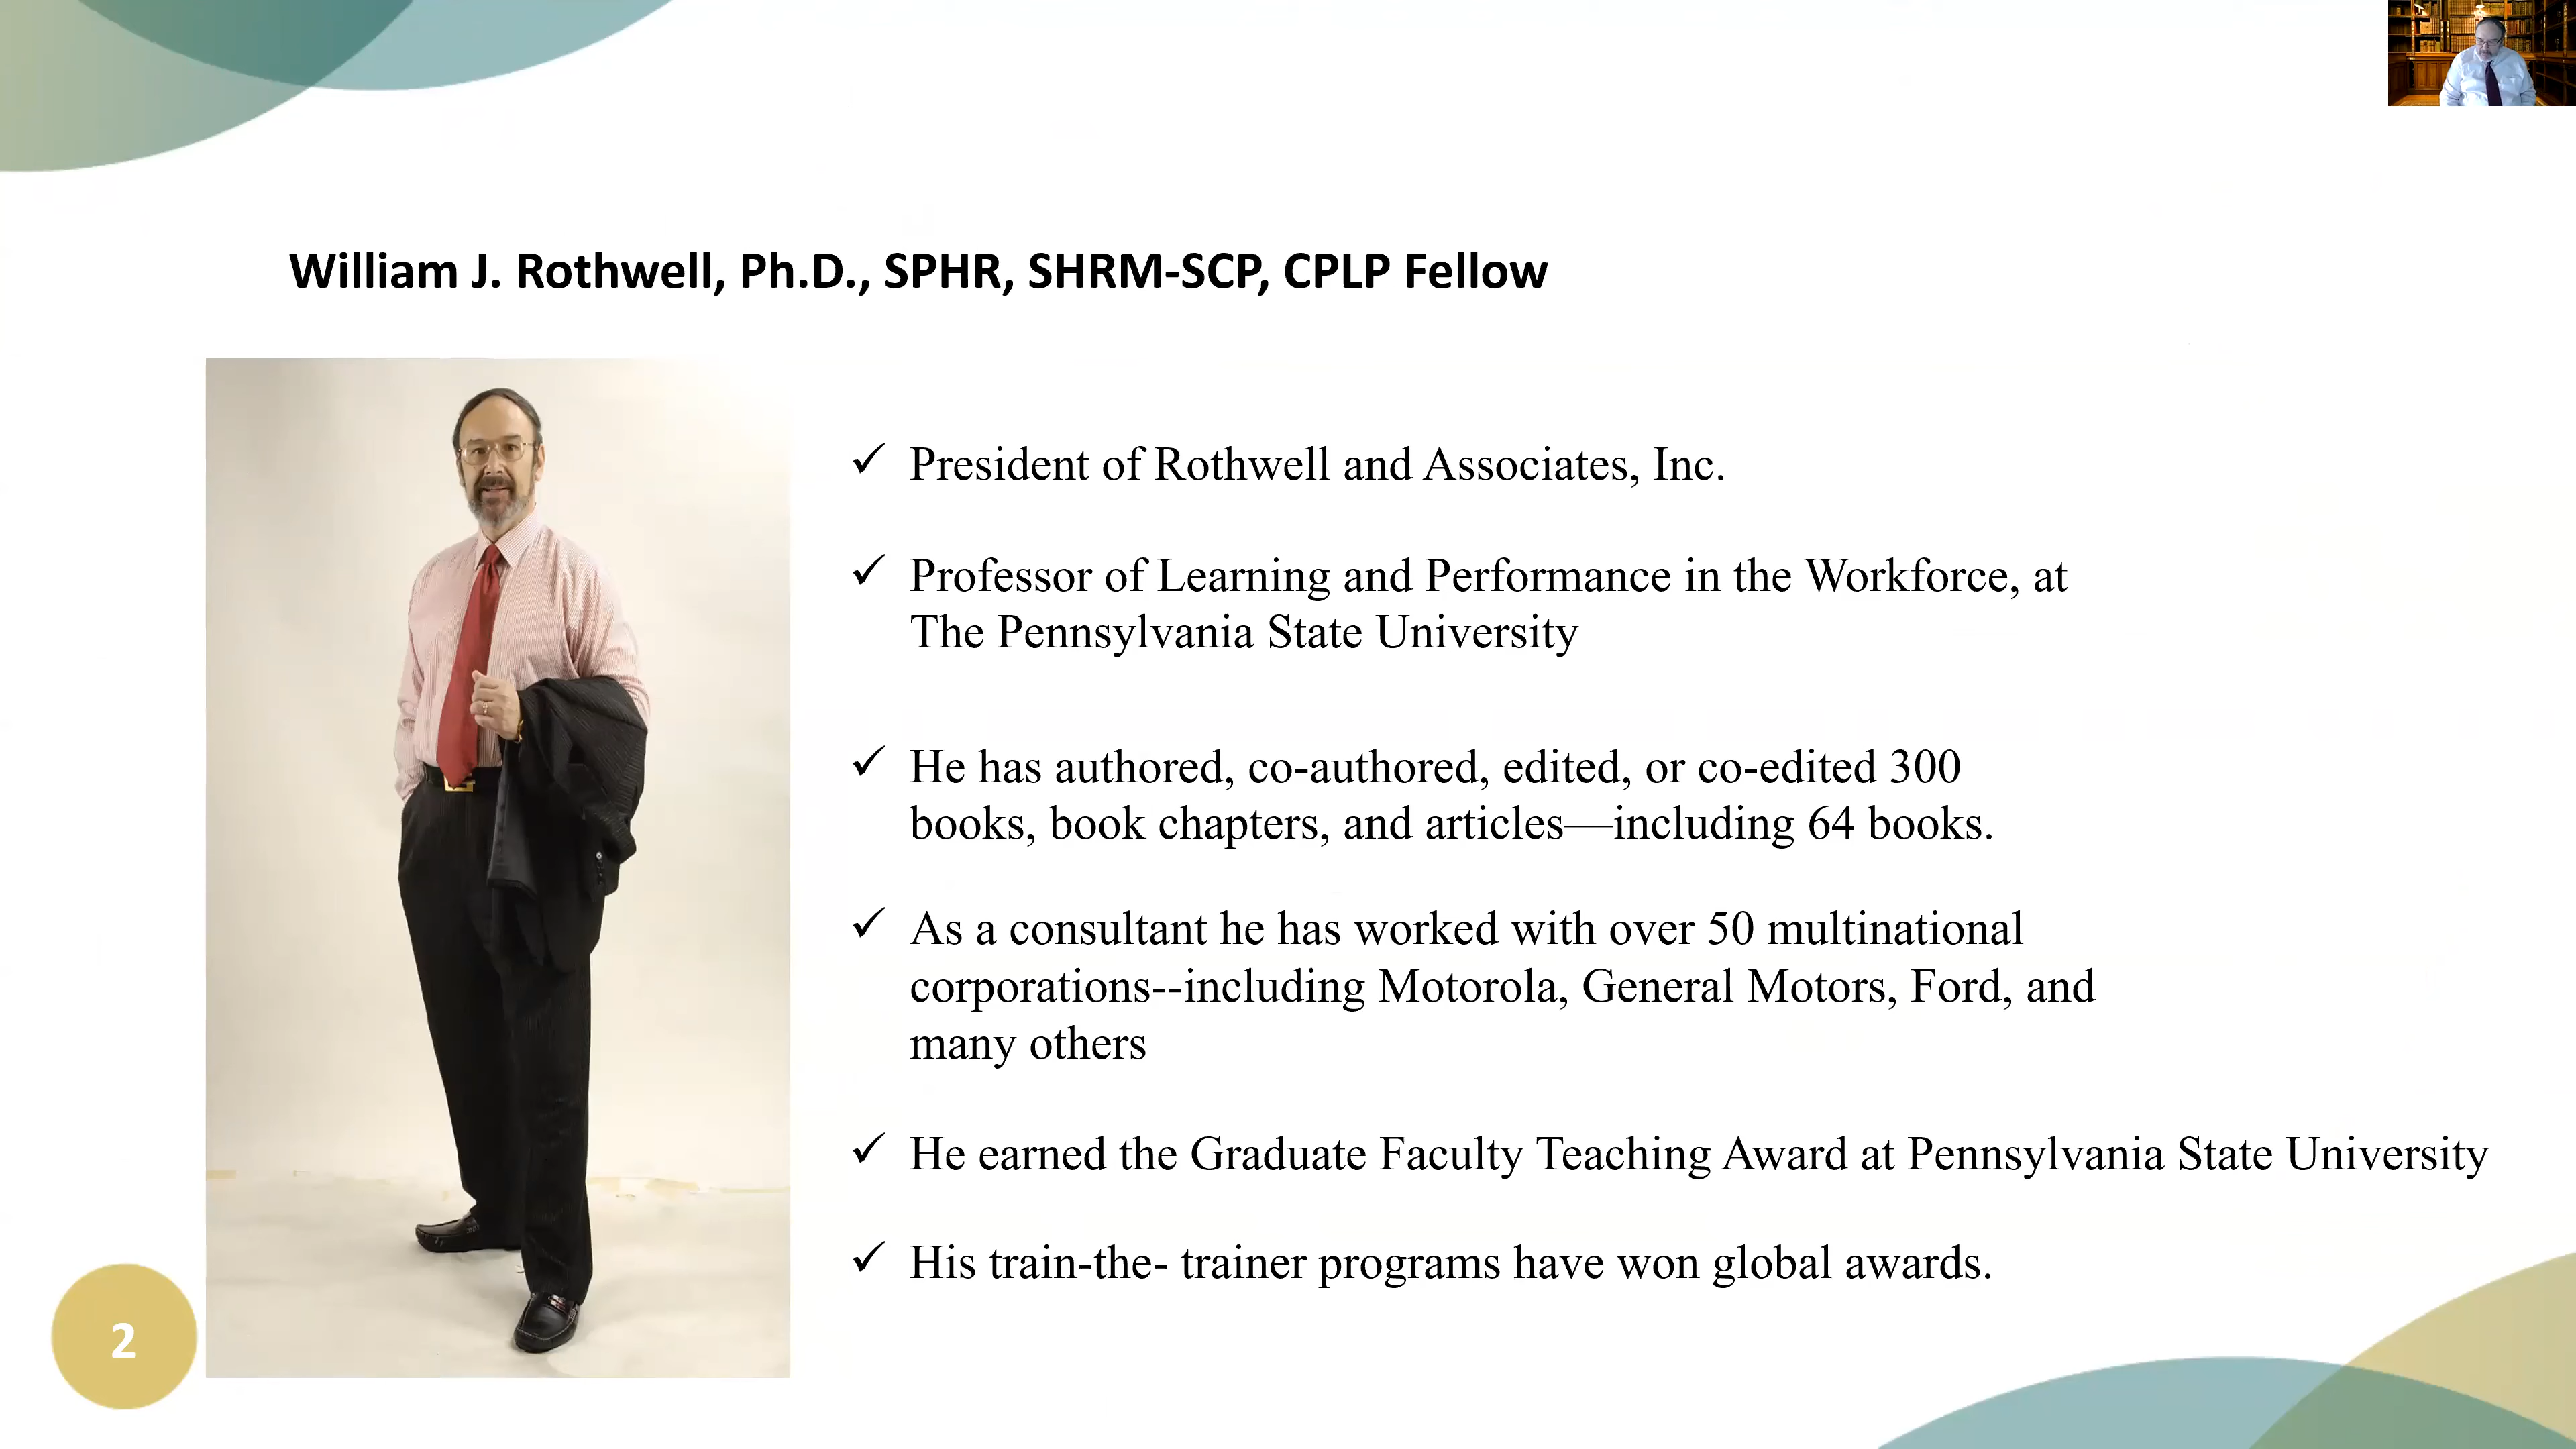 William J. Rothwell, Ph.D., SPHR, SHRM-SCP, CPLP Fellow
✓ President of Rothwell and Associates, Inc.
✓ Professor of Learning and Performance in the Workforce, at
The Pennsylvania State University
✓ He has authored, co-authored, edited, or co-edited 300
books, book chapters, and articles—including 64 books.
✓ As a consultant he has worked with over 50 multinational
corporations--including Motorola, General Motors, Ford, and
many others
✓ He earned the Graduate Faculty Teaching Award at Pennsylvania State University
✓ His train-the- trainer programs have won global awards.
2